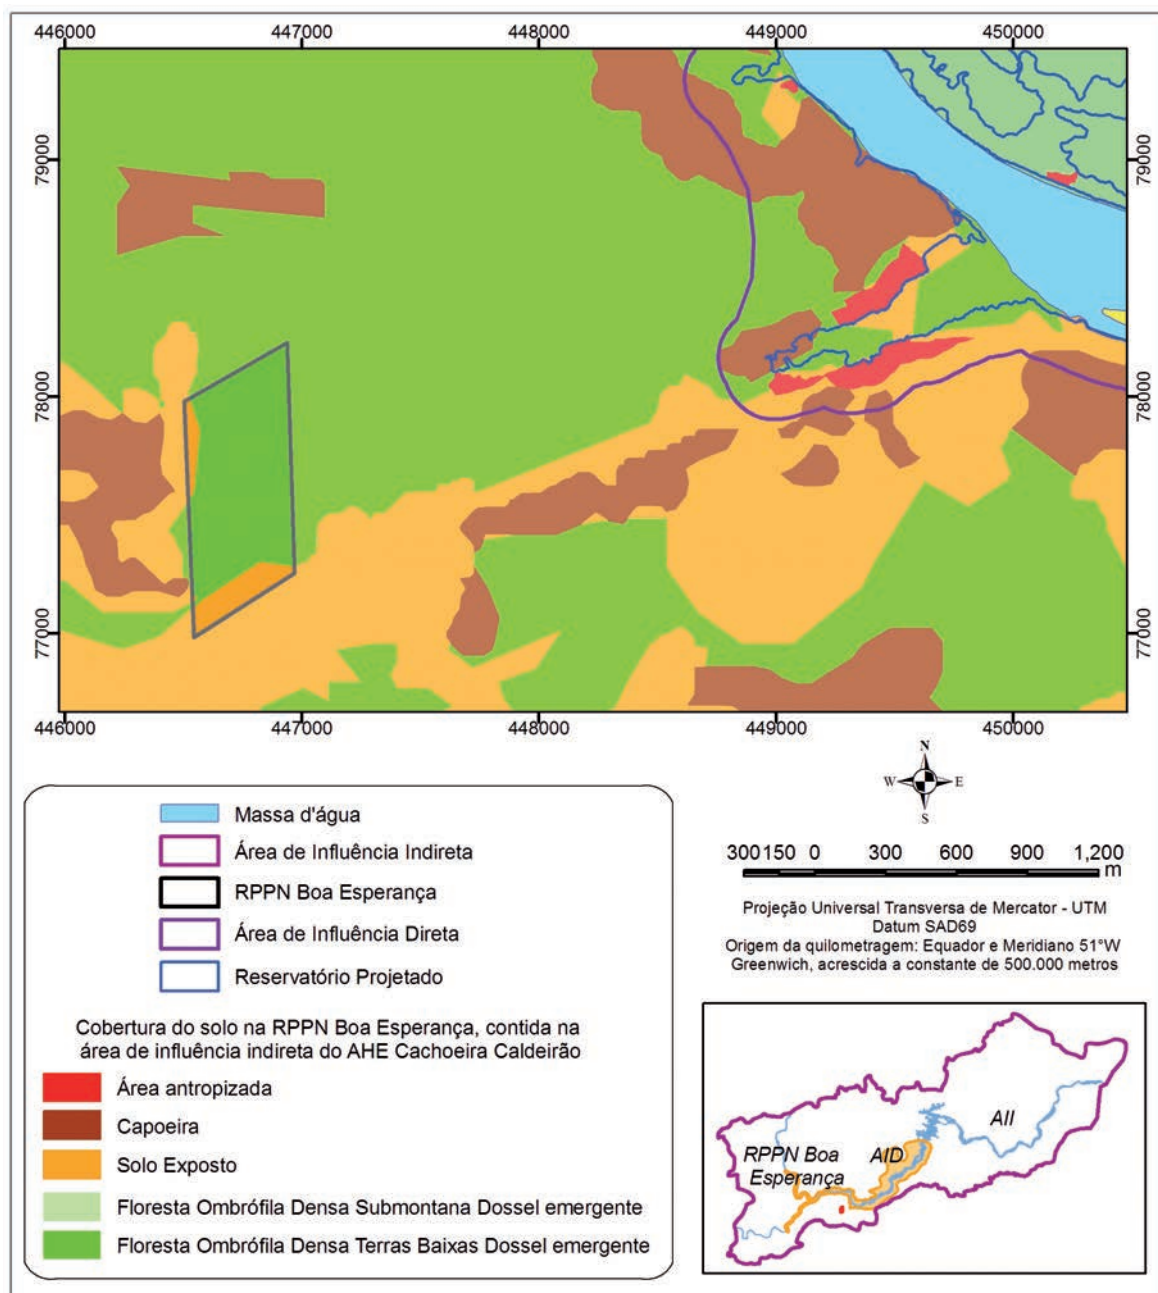 446000 447000 448000 449000 450000
79000 79000
78000 78000
77000 77000
446000 447000 448000 449000 450000
N
W E
S
Massa d'água
Área de Influência Indireta
RPPN Boa Esperança
Área de Influência Direta
Reservatório Projetado
Cobertura do solo na RPPN Boa Esperança, contida na
área de influência indireta do AHE Cachoeira Caldeirão
Área antropizada
Capoeira
Solo Exposto
Floresta Ombrófila Densa Submontana Dossel emergente
Floresta Ombrófila Densa Terras Baixas Dossel emergente
300 150 0 300 600 900 1,200
m
Projeção Universal Transversa de Mercator - UTM
Datum SAD69
Origem da quilometragem: Equador e Meridiano 51°W
Greenwich, acrescida a constante de 500.000 metros
AII
RPPN Boa AID
Esperança